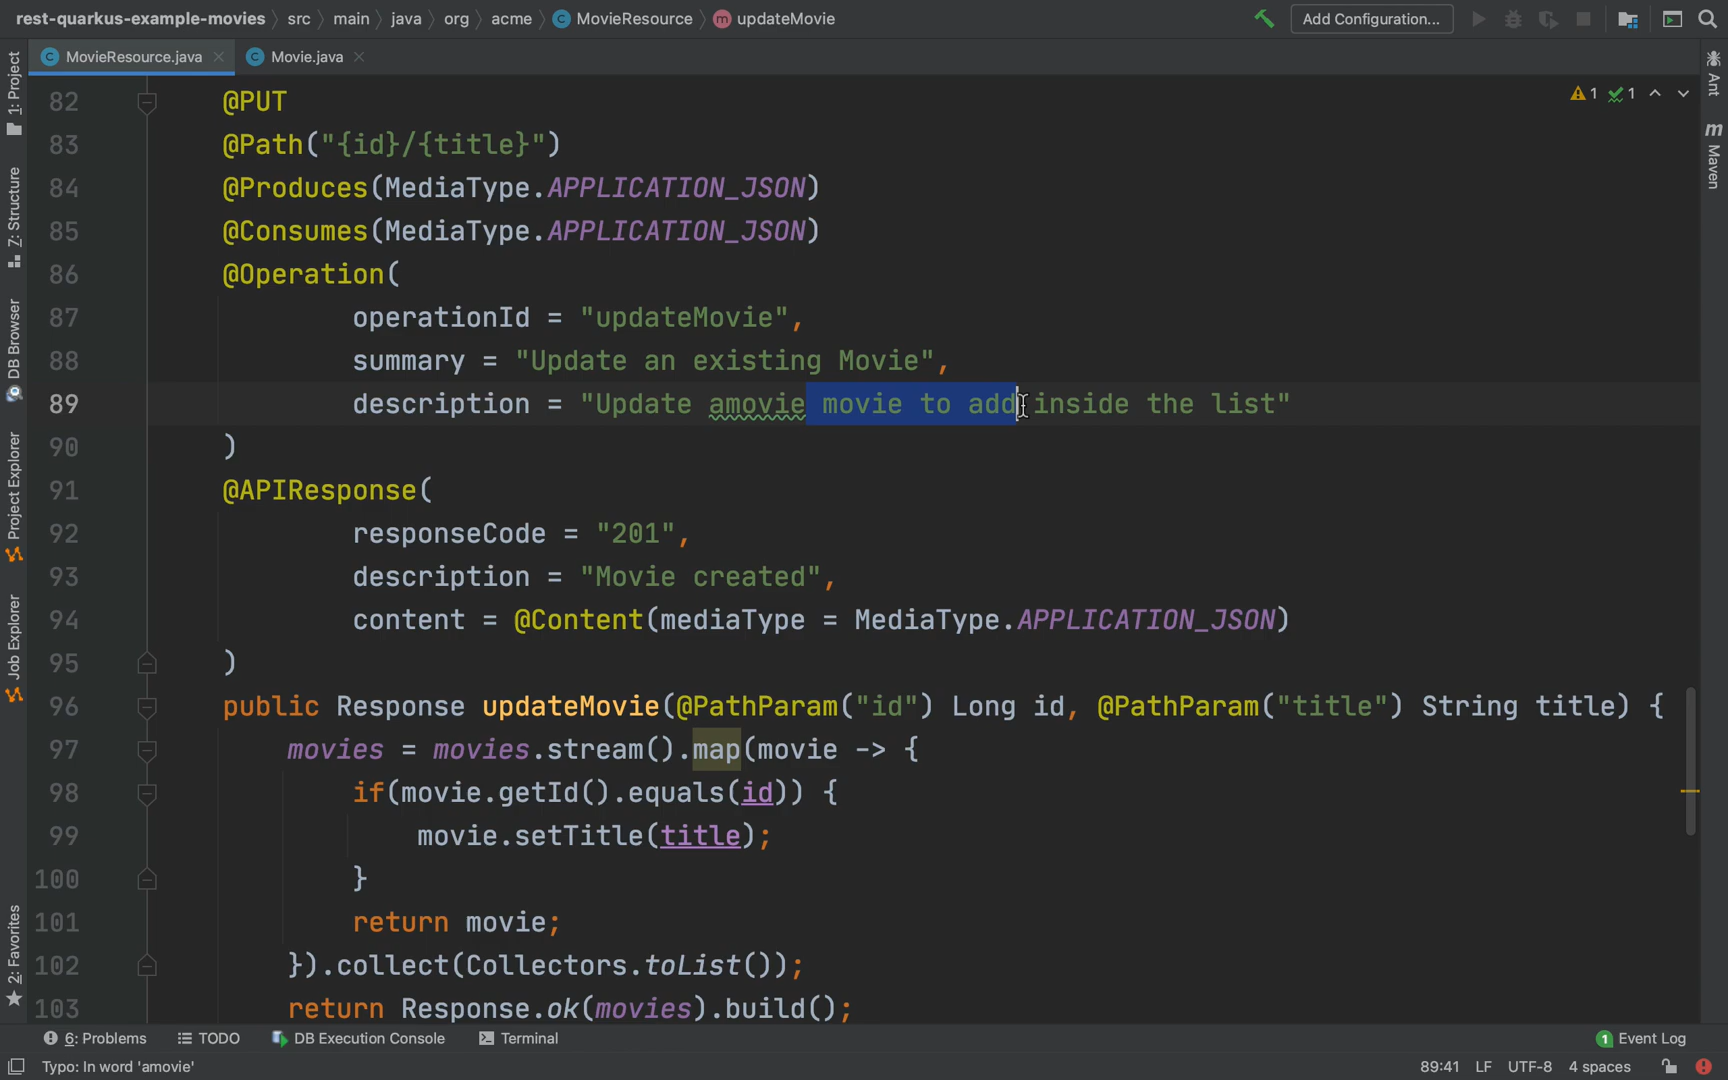 rest-quarkus-example-movies src main java org acme MovieResource updateMovie Add Configuration...
MovieResource.java Movie.java
1: Project
Z: Structure
DB Browser
Project Explorer
Job Explorer
2: Favorites
Ant
Maven
1 1
82 @PUT
83 @Path("{id}/{title}")
84 @Produces(MediaType.APPLICATION_JSON)
85 @Consumes(MediaType.APPLICATION_JSON)
86 @Operation(
87 operationId = "updateMovie",
88 summary = "Update an existing Movie",
89 description = "Update amovie movie to add inside the list"
90 )
91 @APIResponse(
92 responseCode = "201",
93 description = "Movie created",
94 content = @Content(mediaType = MediaType.APPLICATION_JSON)
95 )
96 public Response updateMovie(@PathParam("id") Long id, @PathParam("title") String title) {
97 movies = movies.stream().map(movie -> {
98 if(movie.getId().equals(id)) {
99 movie.setTitle(title);
100 }
101 return movie;
102 }).collect(Collectors.toList());
103 return Response.ok(movies).build();
6: Problems TODO DB Execution Console Terminal 1 Event Log
Typo: In word 'amovie' 89:41 LF UTF-8 4 spaces